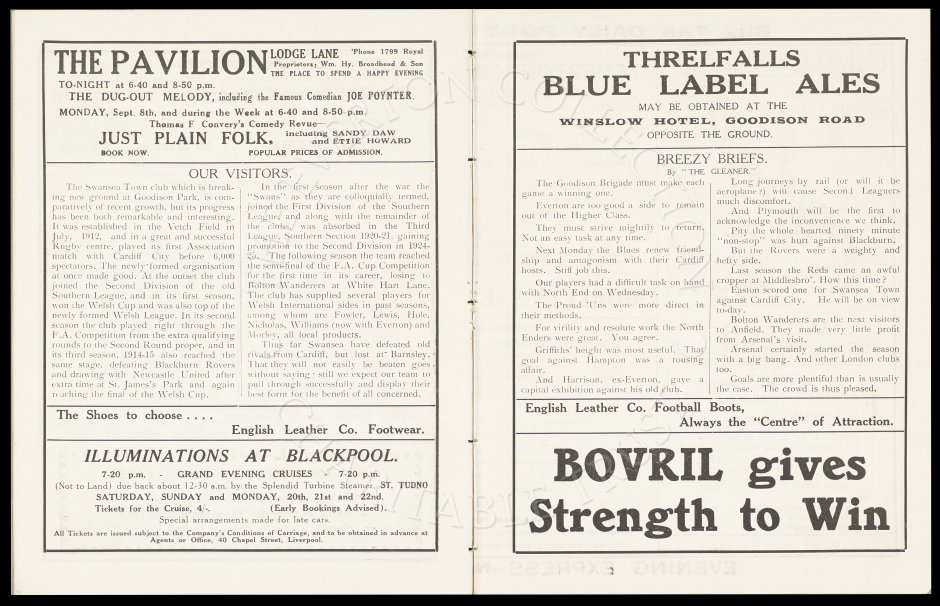 THE PAVILION LODGE LANE 'Phone 1799 Royal
Proprietors; Wm. Hy. Broadhead & Son
THE PLACE TO SPEND A HAPPY EVENING
TO-NIGHT at 6-40 and 8-50 p.m.
THE DUG-OUT MELODY, including the Famous Comedian JOE POYNTER.
MONDAY, Sept. 8th, and during the Week at 6-40 and 8-50 p.m.
Thomas F Convery's Comedy Revue—
JUST PLAIN FOLK, including SANDY DAW
and ETTIE HOWARD
BOOK NOW. POPULAR PRICES OF ADMISSION.
OUR VISITORS.
The Swansea Town club which is break-
ing new ground at Goodison Park, is com-
paratively of recent growth, but its progress
has been both remarkable and interesting.
It was established in the Vetch Field in
July, 1912, and in a great and successful
Rugby centre, played its first Association
match with Cardiff City before 6,000
spectators. The newly formed organisation
at once made good. At the outset the club
joined the Second Division of the old
Southern League, and in its first season,
won the Welsh Cup and was also top of the
newly formed Welsh League. In its second
season the club played right through the
F.A. Competition from the extra qualifying
rounds to the Second Round proper, and in
its third season, 1914-15 also reached the
same stage, defeating Blackburn Rovers
and drawing with Newcastle United after
extra time at St. James's Park and again
reaching the final of the Welsh Cup.
In the first season after the war the
"Swans" as they are colloquially termed,
joined the First Division of the Southern
League, and along with the remainder of
the clubs, was absorbed in the Third
League, Southern Section 1920-21, gaining
promotion to the Second Division in 1924-
25. The following season the team reached
the semi-final of the F.A. Cup Competition
for the first time in its career, losing to
Bolton Wanderers at White Hart Lane.
The club has supplied several players for
Welsh International sides in past seasons,
among whom are Fowler, Lewis, Hole,
Nicholas, Williams (now with Everton) and
Morley, all local products.
Thus far Swansea have defeated old
rivals from Cardiff, but lost at Barnsley.
That they will not easily be beaten goes
without saying; still we expect our team to
pull through successfully and display their
best form for the benefit of all concerned.
The Shoes to choose . . . .
English Leather Co. Footwear.
ILLUMINATIONS AT BLACKPOOL.
7-20 p.m. - GRAND EVENING CRUISES - 7-20 p.m.
(Not to Land) due back about 12-30 a.m. by the Splendid Turbine Steamer, ST. TUDNO
SATURDAY, SUNDAY and MONDAY, 20th, 21st and 22nd.
Tickets for the Cruise, 4/-. (Early Bookings Advised).
Special arrangements made for late cars.
All Tickets are issued subject to the Company's Conditions of Carriage, and to be obtained in advance at
Agents or Office, 40 Chapel Street, Liverpool.
THRELFALLS
BLUE LABEL ALES
MAY BE OBTAINED AT THE
WINSLOW HOTEL, GOODISON ROAD
OPPOSITE THE GROUND.
BREEZY BRIEFS.
By "THE GLEANER."
The Goodison Brigade must make each
game a winning one.
Everton are too good a side to remain
out of the Higher Class.
They must strive mightily to return.
Not an easy task at any time.
Next Monday the Blues renew friend-
ship and antagonism with their Cardiff
hosts. Stiff job this.
Our players had a difficult task on hand
with North End on Wednesday.
The Proud 'Uns were more direct in
their methods.
For virility and resolute work the North
Enders were great. You agree.
Griffiths' height was most useful. That
goal against Hampton was a rousing
affair.
And Harrison, ex-Everton, gave a
capital exhibition against his old club.
Long journeys by rail (or will it be
aeroplane?) will cause Second Leaguers
much discomfort.
And Plymouth will be the first to
acknowledge the inconvenience we think.
Pity the whole hearted ninety minute
"non-stop" was hurt against Blackburn.
But the Rovers were a weighty and
hefty side.
Last season the Reds came an awful
cropper at Middlesbro'. How this time?
Easton scored one for Swansea Town
against Cardiff City. He will be on view
to-day.
Bolton Wanderers are the next visitors
to Anfield. They made very little profit
from Arsenal's visit.
Arsenal certainly started the season
with a big bang. And other London clubs
too.
Goals are more plentiful than is usually
the case. The crowd is thus pleased.
English Leather Co. Football Boots,
Always the "Centre" of Attraction.
BOVRIL gives
Strength to Win